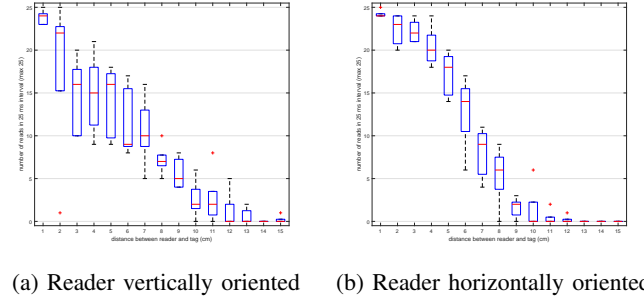 25
20
15
10
5
0
number of reads in 25 ms interval (max 25)
1 2 3 4 5 6 7 8 9 10 11 12 13 14 15
distance between reader and tag (cm)
(a) Reader vertically oriented
25
20
15
10
5
0
number of reads in 25 ms interval (max 25)
1 2 3 4 5 6 7 8 9 10 11 12 13 14 15
distance between reader and tag (cm)
(b) Reader horizontally oriented